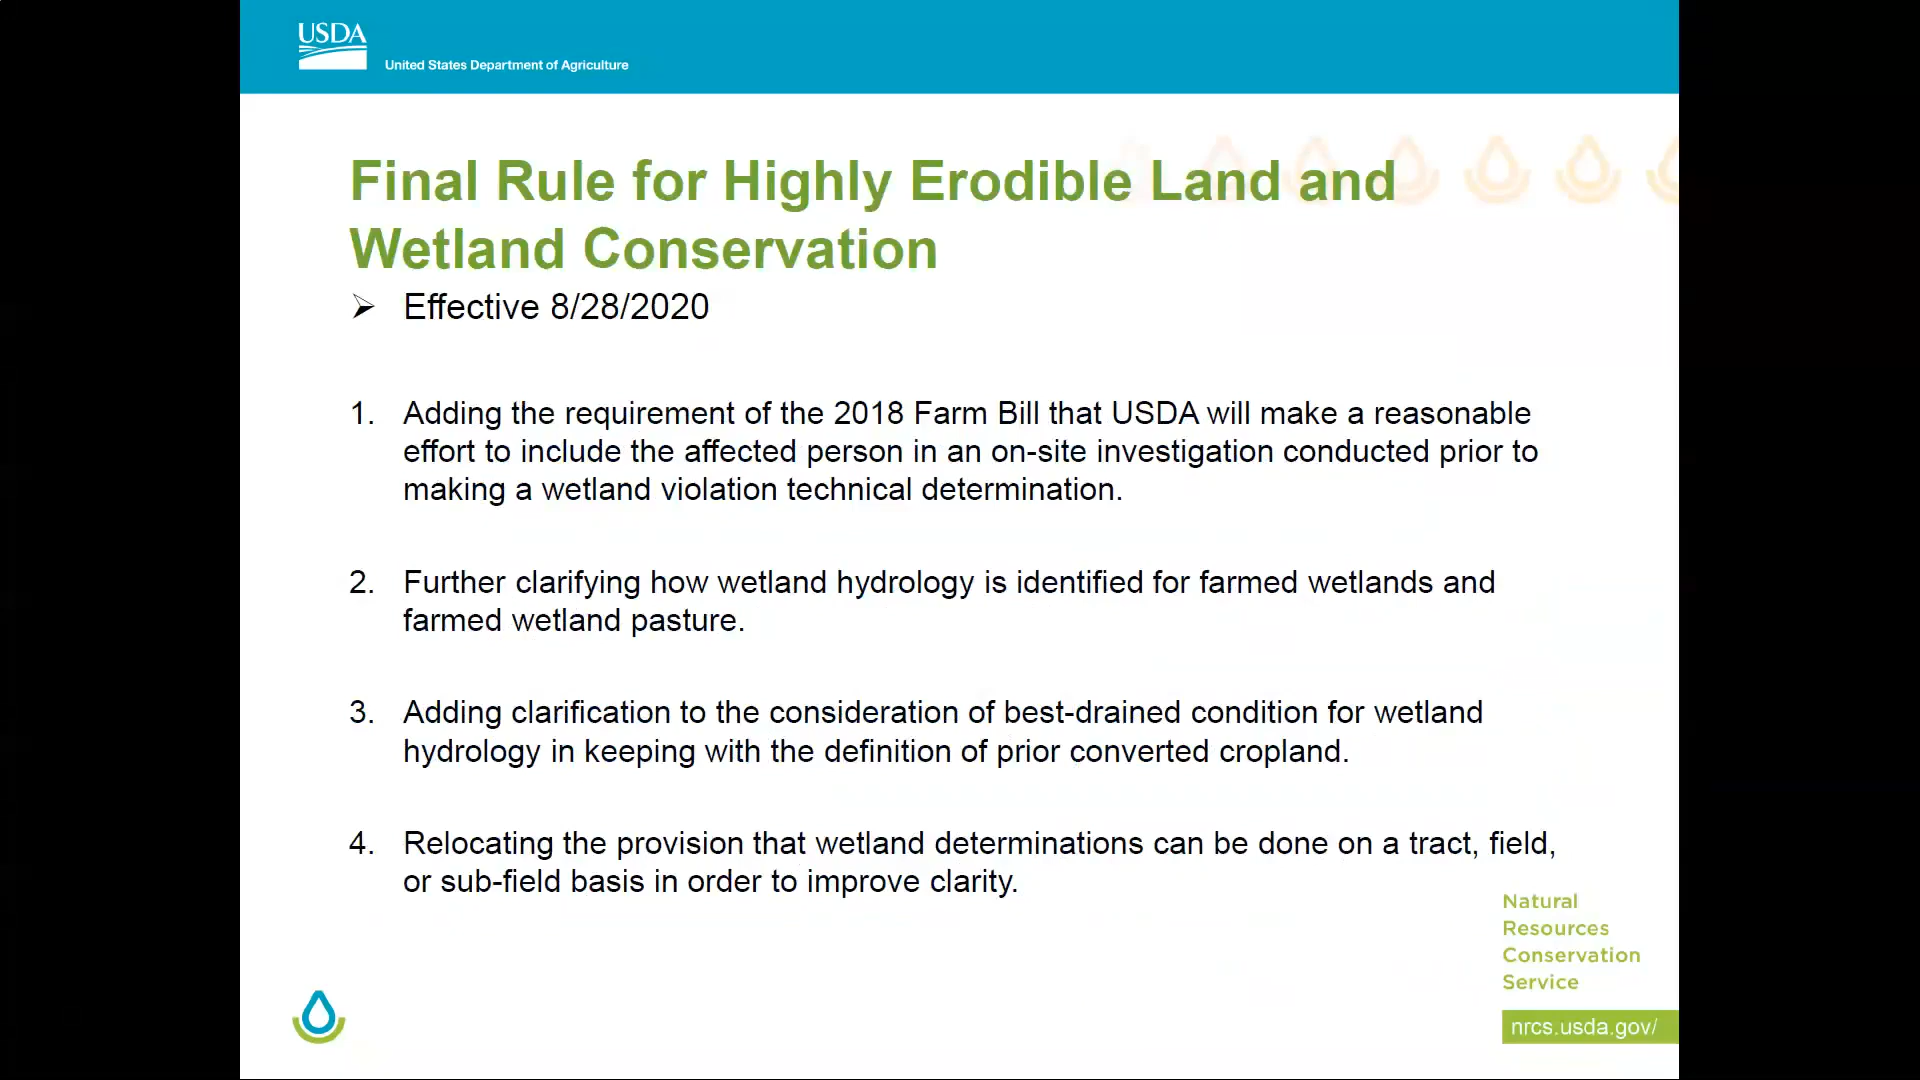 USDA
United States Department of Agriculture
Final Rule for Highly Erodible Land and
Wetland Conservation
➢ Effective 8/28/2020
1. Adding the requirement of the 2018 Farm Bill that USDA will make a reasonable
effort to include the affected person in an on-site investigation conducted prior to
making a wetland violation technical determination.
2. Further clarifying how wetland hydrology is identified for farmed wetlands and
farmed wetland pasture.
3. Adding clarification to the consideration of best-drained condition for wetland
hydrology in keeping with the definition of prior converted cropland.
4. Relocating the provision that wetland determinations can be done on a tract, field,
or sub-field basis in order to improve clarity.
Natural
Resources
Conservation
Service
nrcs.usda.gov/